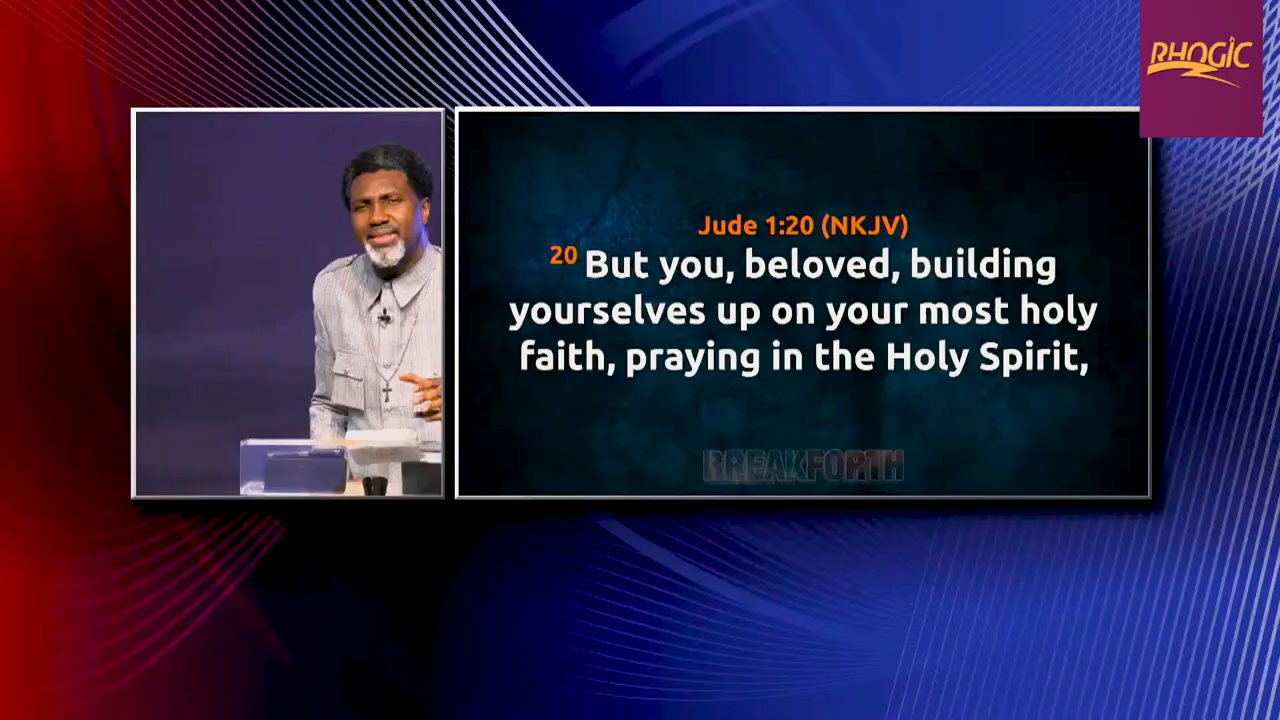 RHOGIC
Jude 1:20 (NKJV)
20 But you, beloved, building
yourselves up on your most holy
faith, praying in the Holy Spirit,
BREAKFORTH